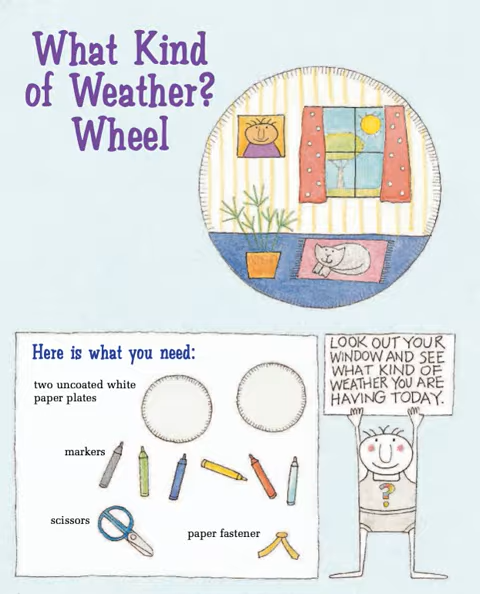 What Kind
of Weather?
Wheel
Here is what you need:
two uncoated white
paper plates
markers
scissors
paper fastener
LOOK OUT YOUR
WINDOW AND SEE
WHAT KIND OF
WEATHER YOU ARE
HAVING TODAY.
?